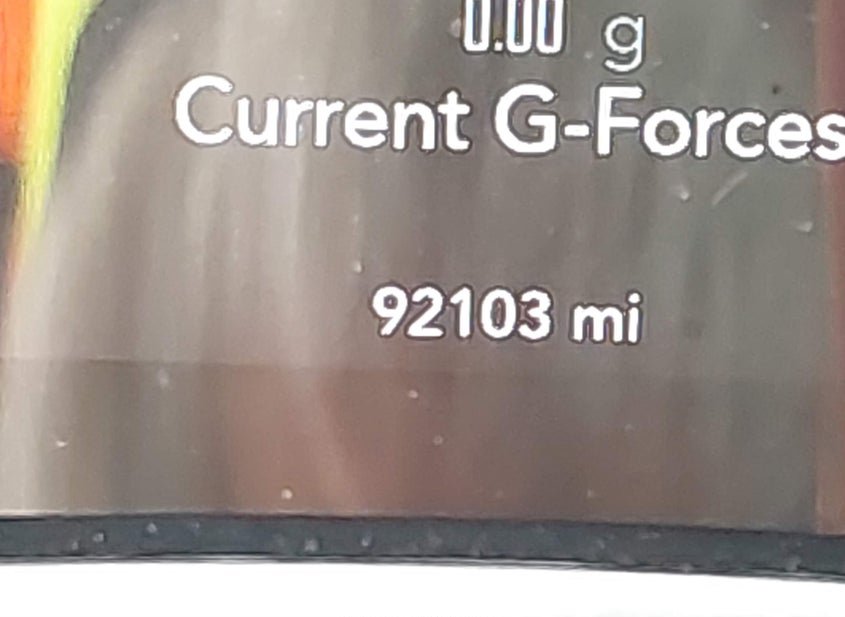 0.00 g
Current G-Forces
92103 mi